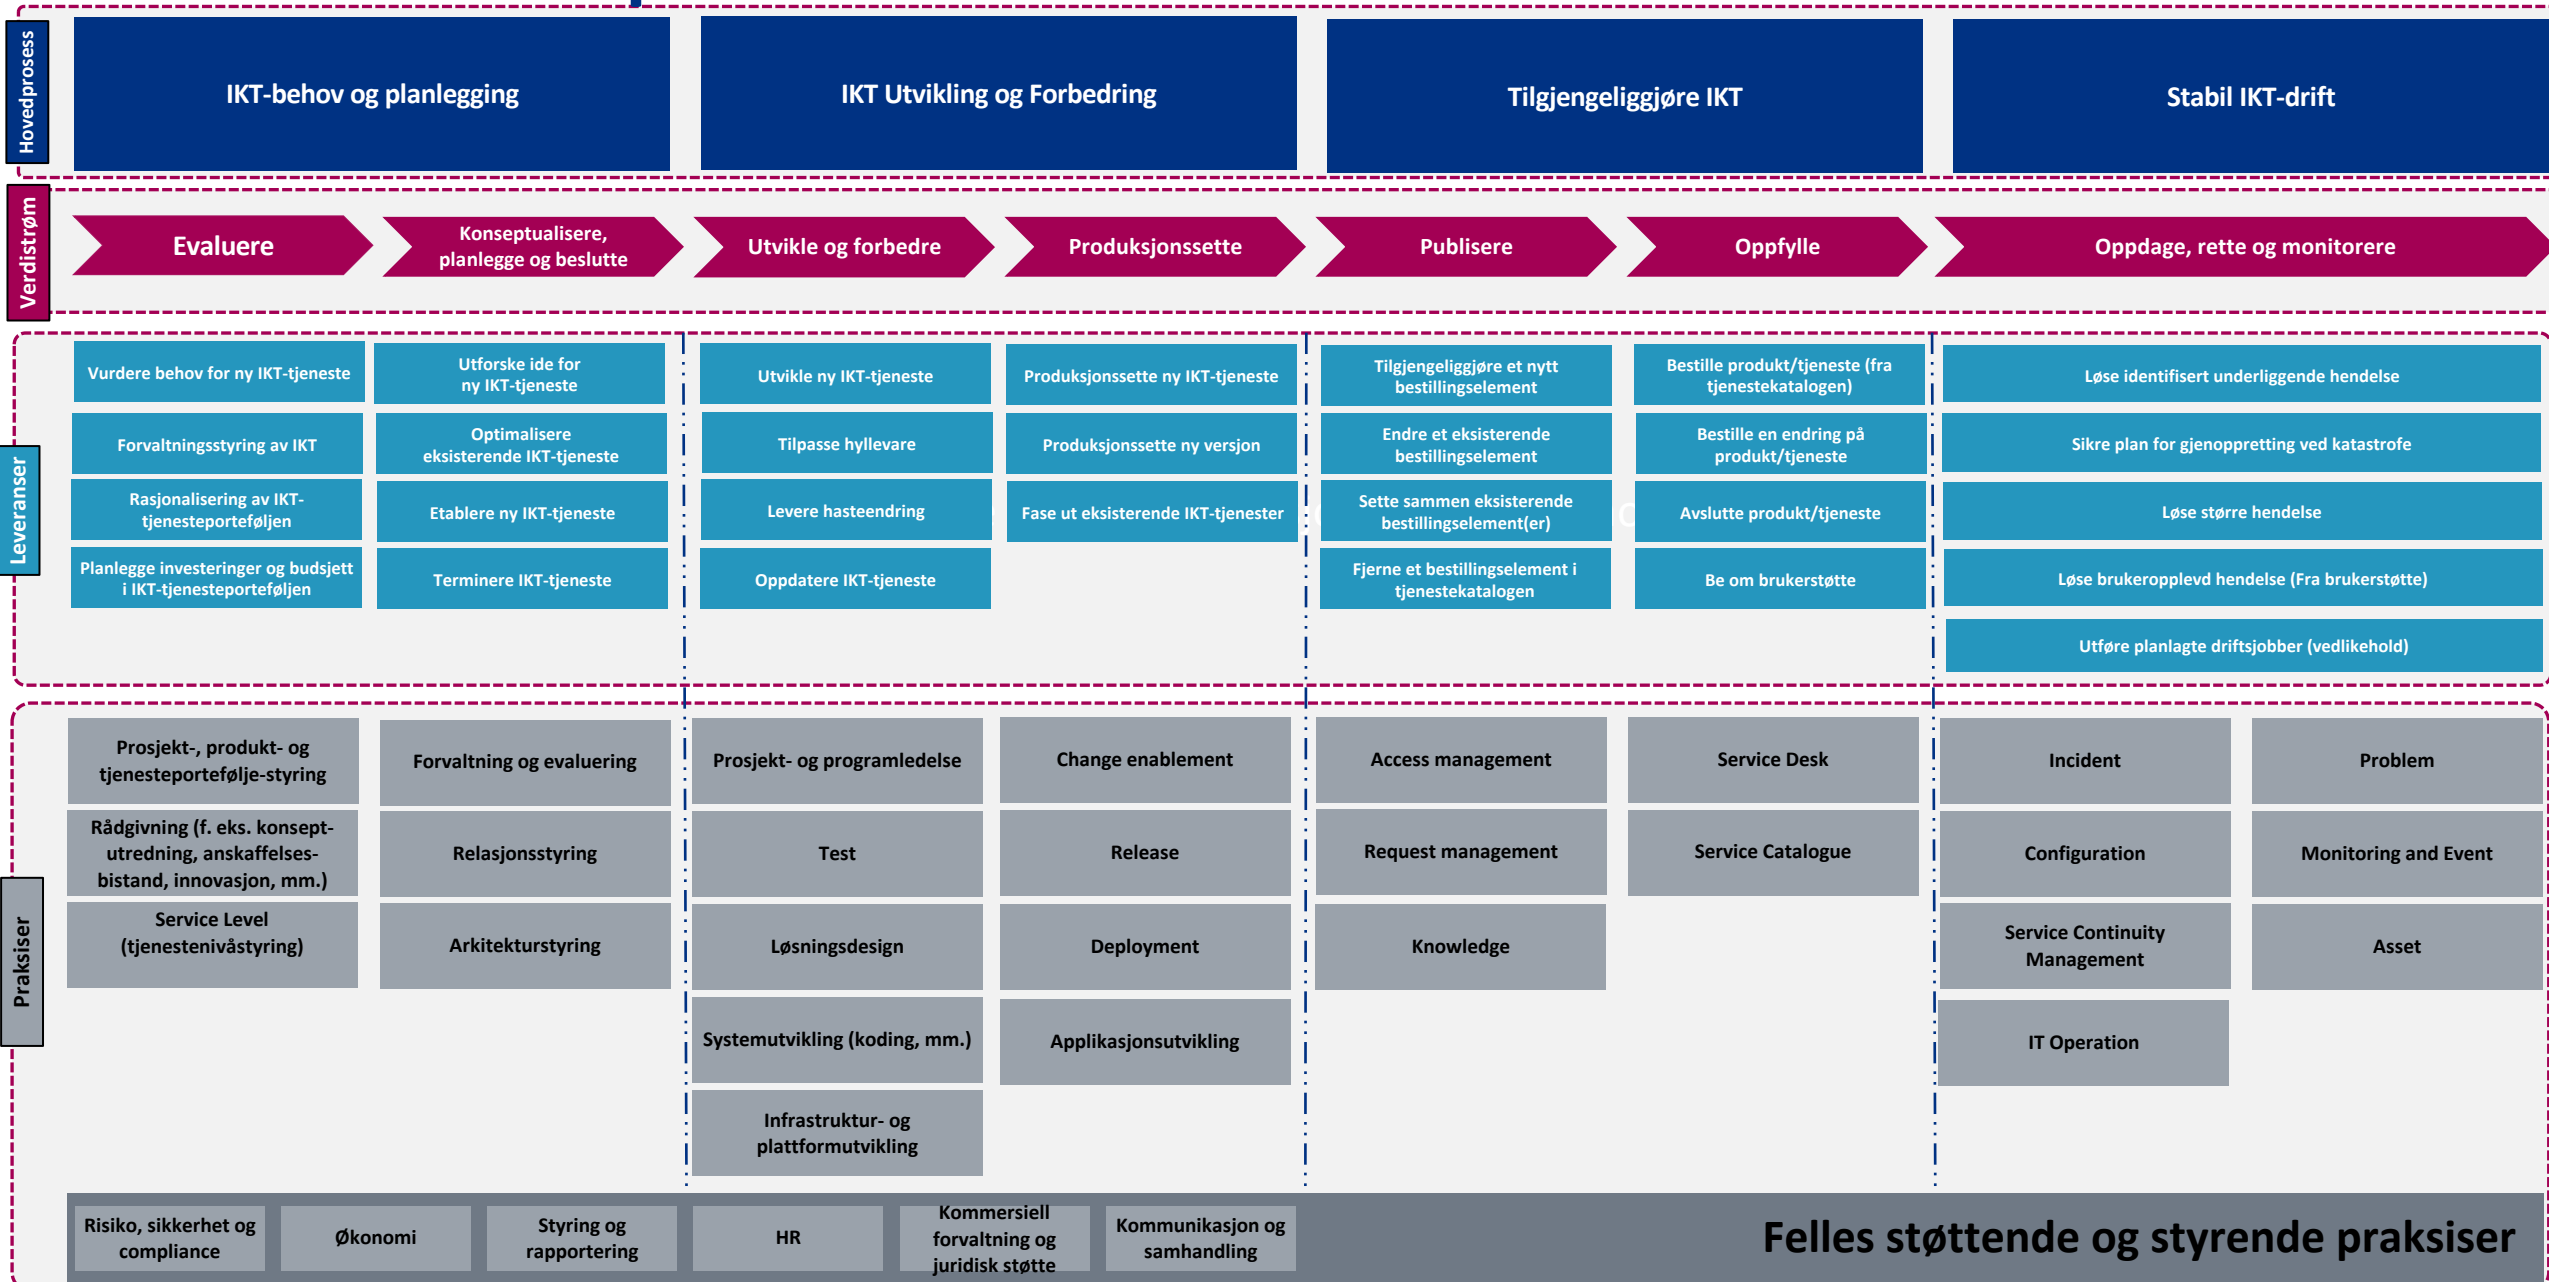 Hovedprosess
IKT-behov og planlegging
IKT Utvikling og Forbedring
Tilgjengeliggjøre IKT
Stabil IKT-drift
Verdistrøm
Evaluere
Konseptualisere,
planlegge og beslutte
Utvikle og forbedre
Produksjonssette
Publisere
Oppfylle
Oppdage, rette og monitorere
Leveranser
Vurdere behov for ny IKT-tjeneste
Forvaltningsstyring av IKT
Rasjonalisering av IKT-
tjenesteporteføljen
Planlegge investeringer og budsjett
i IKT-tjenesteporteføljen
Utforske ide for
ny IKT-tjeneste
Optimalisere
eksisterende IKT-tjeneste
Etablere ny IKT-tjeneste
Terminere IKT-tjeneste
Utvikle ny IKT-tjeneste
Tilpasse hyllevare
Levere hasteendring
Oppdatere IKT-tjeneste
Produksjonssette ny IKT-tjeneste
Produksjonssette ny versjon
Fase ut eksisterende IKT-tjenester
Tilgjengeliggjøre et nytt
bestillingselement
Endre et eksisterende
bestillingselement
Sette sammen eksisterende
bestillingselement(er)
Fjerne et bestillingselement i
tjenestekatalogen
Bestille produkt/tjeneste (fra
tjenestekatalogen)
Bestille en endring på
produkt/tjeneste
Avslutte produkt/tjeneste
Be om brukerstøtte
Løse identifisert underliggende hendelse
Sikre plan for gjenoppretting ved katastrofe
Løse større hendelse
Løse brukeropplevd hendelse (Fra brukerstøtte)
Utføre planlagte driftsjobber (vedlikehold)
Praksiser
Prosjekt-, produkt- og
tjenesteportefølje-styring
Rådgivning (f. eks. konsept-
utredning, anskaffelses-
bistand, innovasjon, mm.)
Service Level
(tjenestenivåstyring)
Forvaltning og evaluering
Relasjonsstyring
Arkitekturstyring
Prosjekt- og programledelse
Test
Løsningsdesign
Systemutvikling (koding, mm.)
Infrastruktur- og
plattformutvikling
Change enablement
Release
Deployment
Applikasjonsutvikling
Access management
Request management
Knowledge
Service Desk
Service Catalogue
Incident
Configuration
Service Continuity
Management
IT Operation
Problem
Monitoring and Event
Asset
Risiko, sikkerhet og
compliance
Økonomi
Styring og
rapportering
HR
Kommersiell
forvaltning og
juridisk støtte
Kommunikasjon og
samhandling
Felles støttende og styrende praksiser